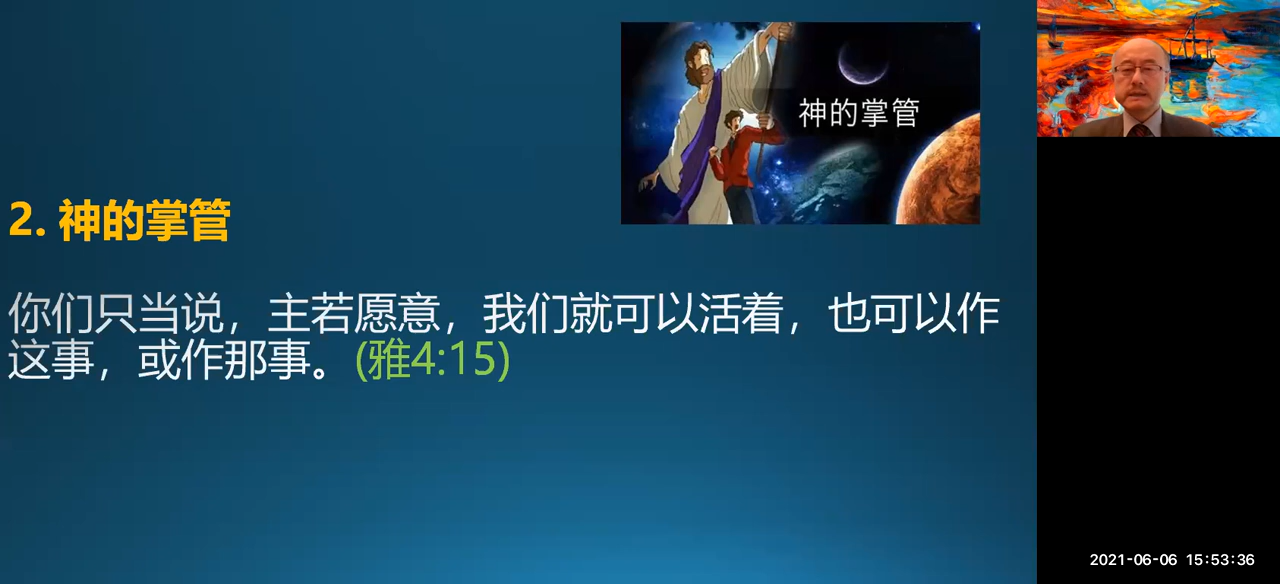 神的掌管
2. 神的掌管
你们只当说，主若愿意，我们就可以活着，也可以作
这事，或作那事。(雅4:15)
2021-06-06 15:53:36